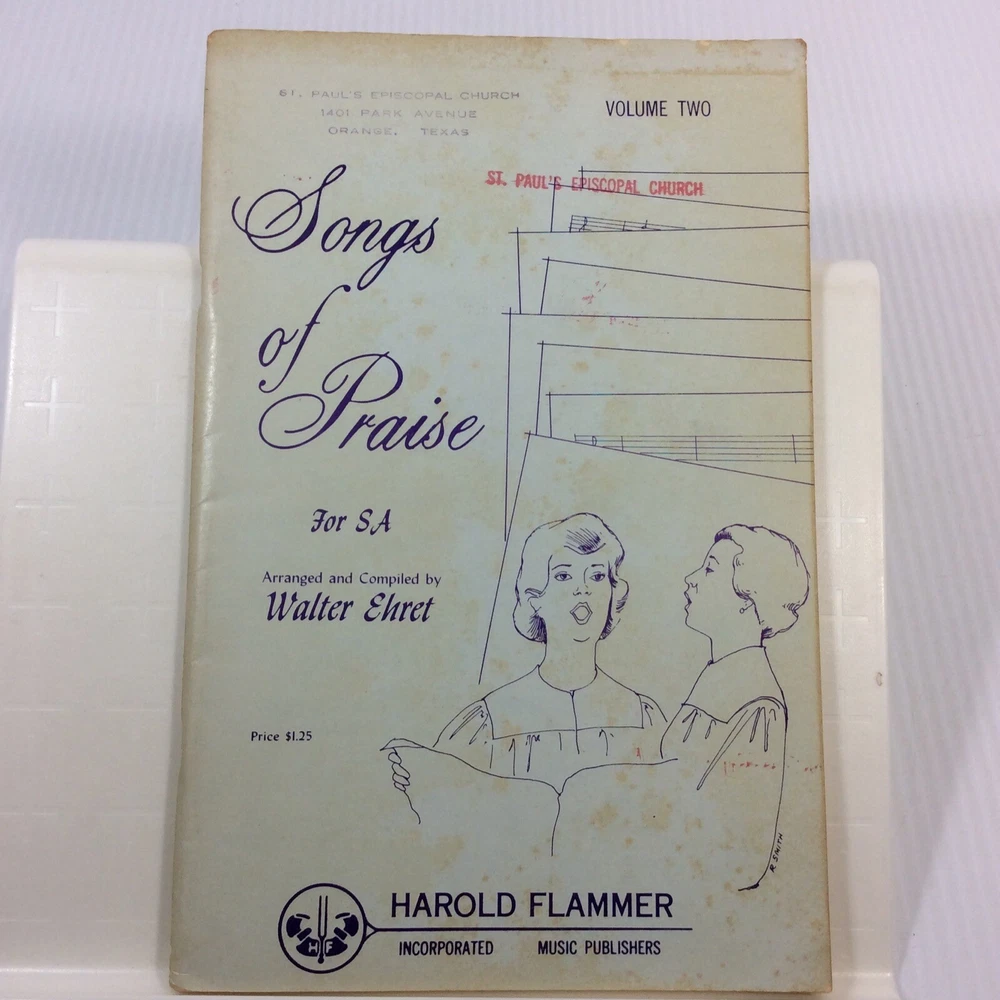 ST. PAUL'S EPISCOPAL CHURCH
1401 PARK AVENUE
ORANGE, TEXAS
VOLUME TWO
ST. PAUL'S EPISCOPAL CHURCH
Songs
of
Praise
For SA
Arranged and Compiled by
Walter Ehret
Price $1.25
R. SMITH
H F
HAROLD FLAMMER
INCORPORATED MUSIC PUBLISHERS